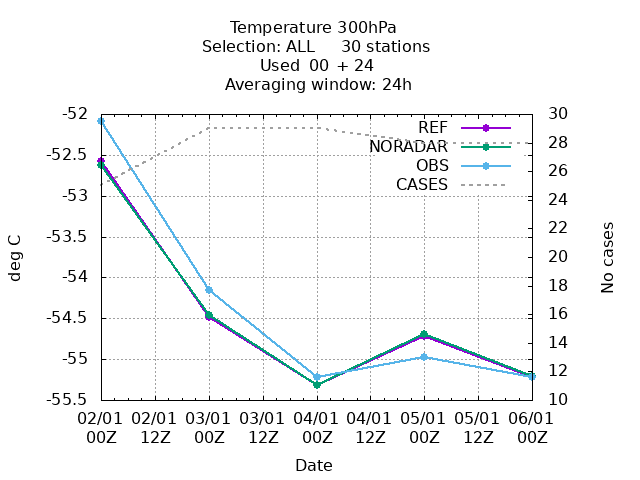 Temperature 300hPa
Selection: ALL 30 stations
Used 00 + 24
Averaging window: 24h
-52
-52.5
-53
-53.5
-54
-54.5
-55
-55.5
deg C
30
28
26
24
22
20
18
16
14
12
10
No cases
REF
NORADAR
OBS
CASES
02/01 02/01 03/01 03/01 04/01 04/01 05/01 05/01 06/01
00Z 12Z 00Z 12Z 00Z 12Z 00Z 12Z 00Z
Date